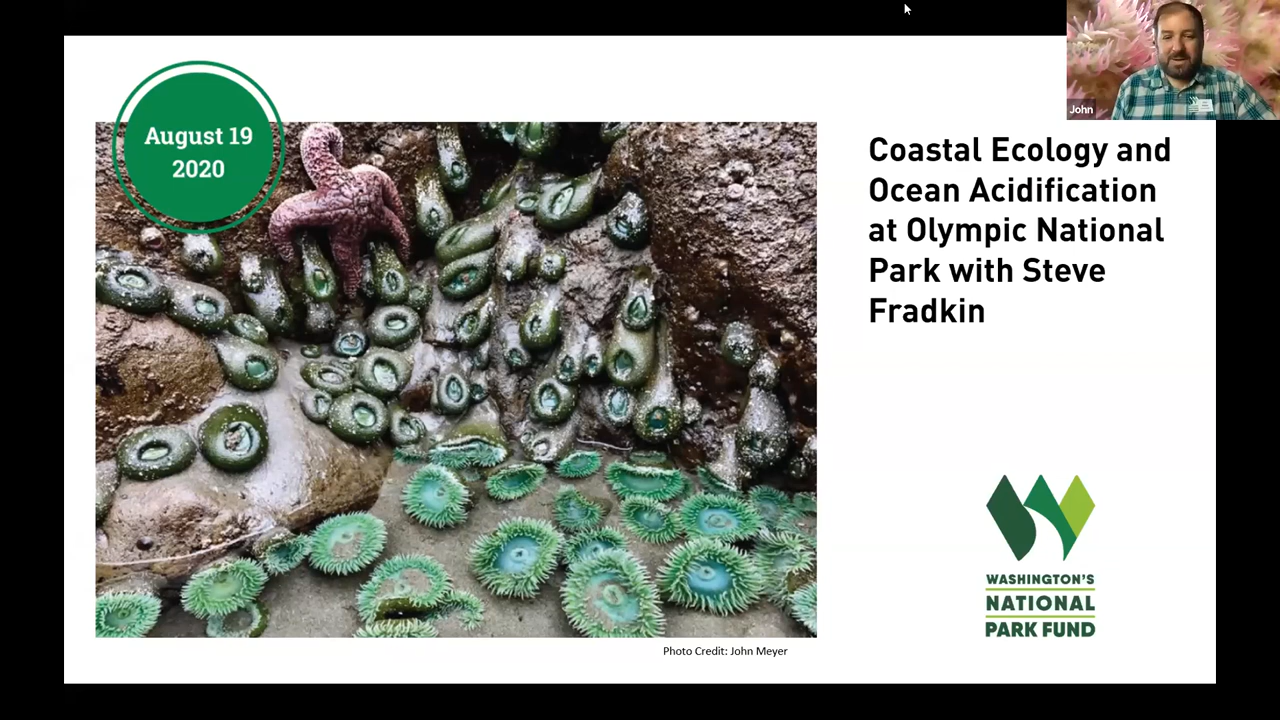 August 19
2020
John
Coastal Ecology and
Ocean Acidification
at Olympic National
Park with Steve
Fradkin
WASHINGTON'S
NATIONAL
PARK FUND
Photo Credit: John Meyer